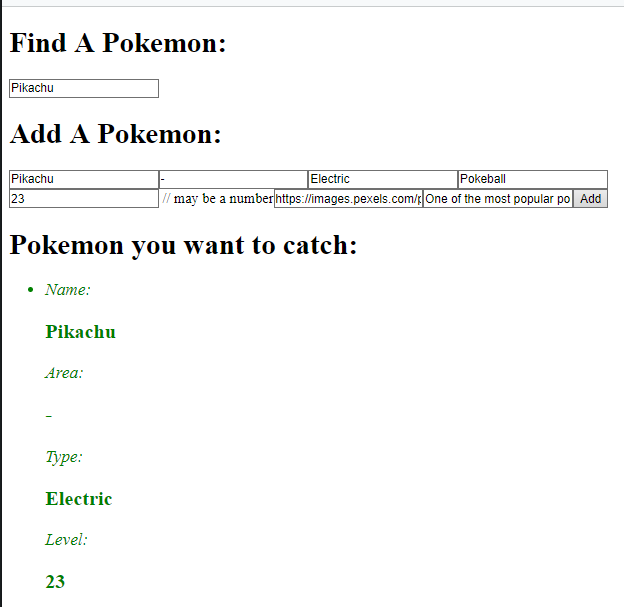 Find A Pokemon:
Pikachu
Add A Pokemon:
Pikachu - Electric Pokeball
23 // may be a number https://images.pexels.com/p One of the most popular po Add
Pokemon you want to catch:
Name:
Pikachu
Area:
-
Type:
Electric
Level:
23